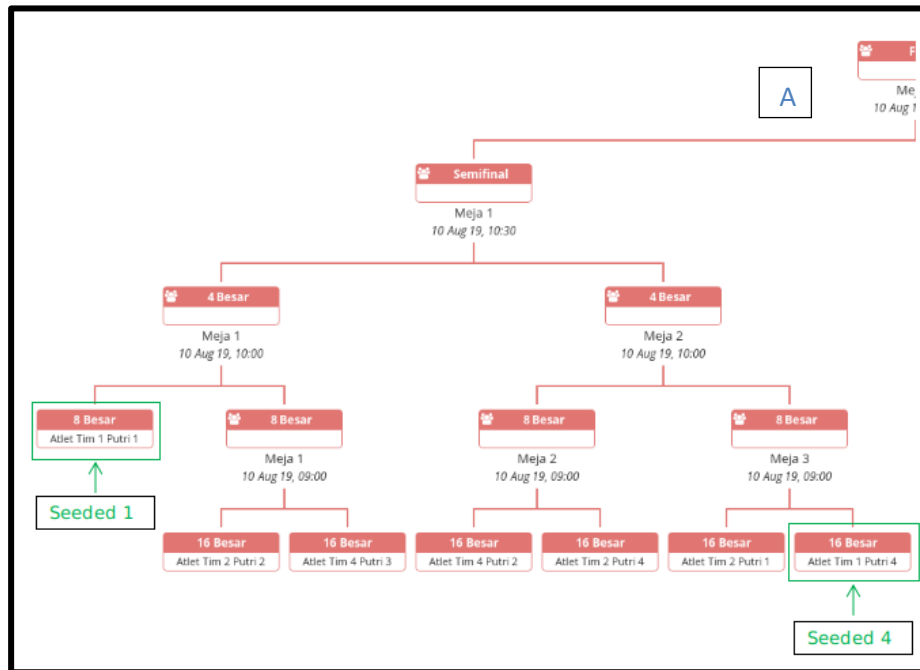 F
A
Mej
10 Aug 1
Semifinal
Meja 1
10 Aug 19, 10:30
4 Besar
4 Besar
Meja 1
Meja 2
10 Aug 19, 10:00
10 Aug 19, 10:00
8 Besar
Atlet Tim 1 Putri 1
8 Besar
8 Besar
8 Besar
Meja 1
Meja 2
Meja 3
10 Aug 19, 09:00
10 Aug 19, 09:00
10 Aug 19, 09:00
Seeded 1
16 Besar
Atlet Tim 2 Putri 2
16 Besar
Atlet Tim 4 Putri 3
16 Besar
Atlet Tim 4 Putri 2
16 Besar
Atlet Tim 2 Putri 4
16 Besar
Atlet Tim 2 Putri 1
16 Besar
Atlet Tim 1 Putri 4
Seeded 4